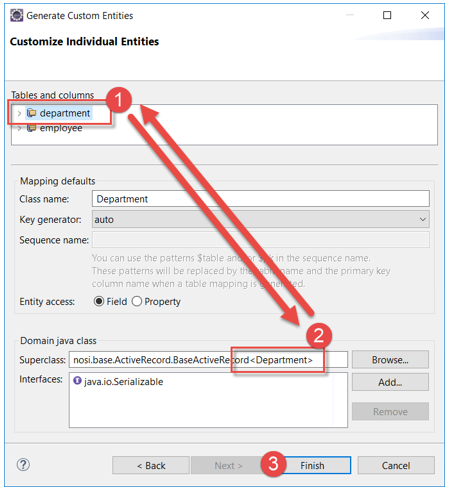 Generate Custom Entities
Customize Individual Entities
Tables and columns
1
department
employee
Mapping defaults
Class name: Department
Key generator: auto
Sequence name:
You can use the patterns $table and/or in the sequence name.
These patterns will be replaced by the table name and the primary key
column name when a table mapping is generated.
Entity access: Field Property
2
Domain java class
Superclass: nosi.base.ActiveRecord.BaseActiveRecord<Department> Browse...
Interfaces: java.io.Serializable Add...
Remove
? < Back Next > 3 Finish Cancel